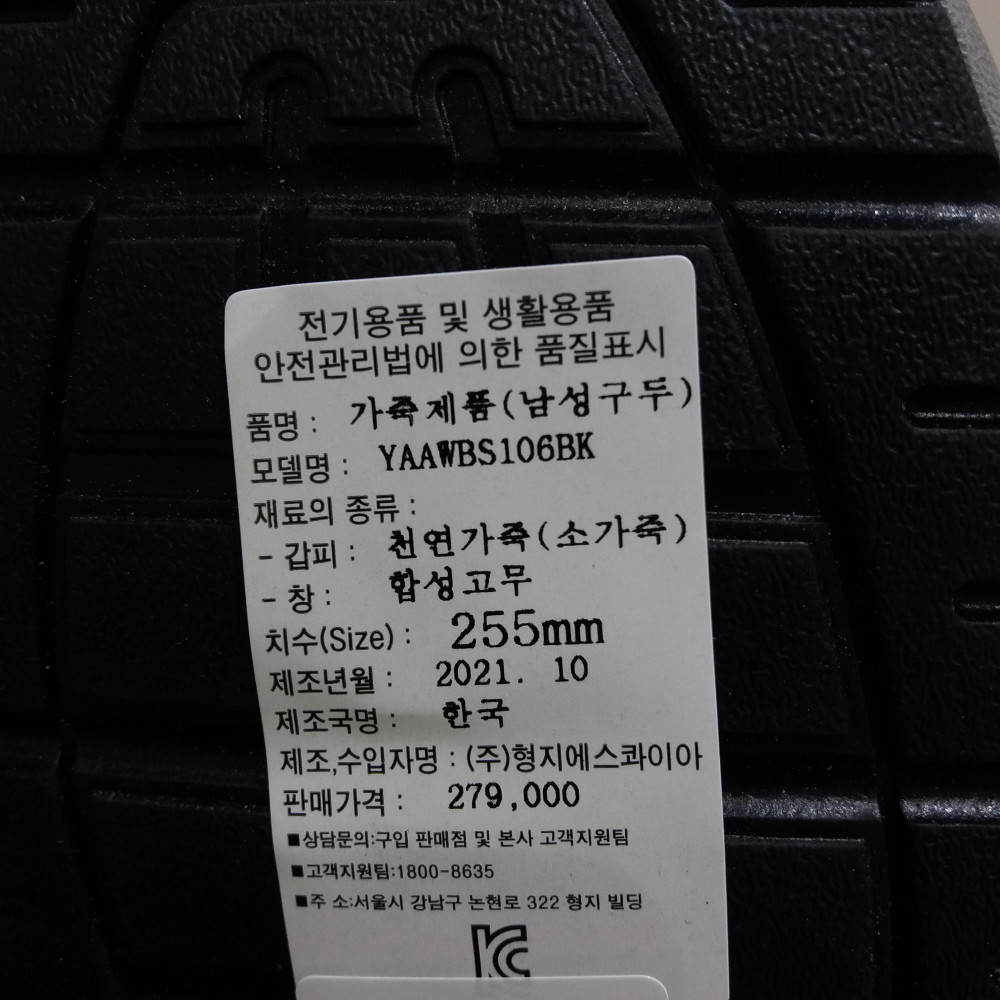 전기용품 및 생활용품
안전관리법에 의한 품질표시
품명 : 가죽제품(남성구두)
모델명 : YAAWBS106BK
재료의 종류 :
- 갑피 : 천연가죽(소가죽)
- 창 : 합성고무
치수(Size) : 255mm
제조년월 : 2021. 10
제조국명 : 한국
제조,수입자명 : (주)형지에스콰이아
판매가격 : 279,000
■상담문의:구입 판매점 및 본사 고객지원팀
■고객지원팀:1800-8635
■주 소:서울시 강남구 논현로 322 형지 빌딩
KC